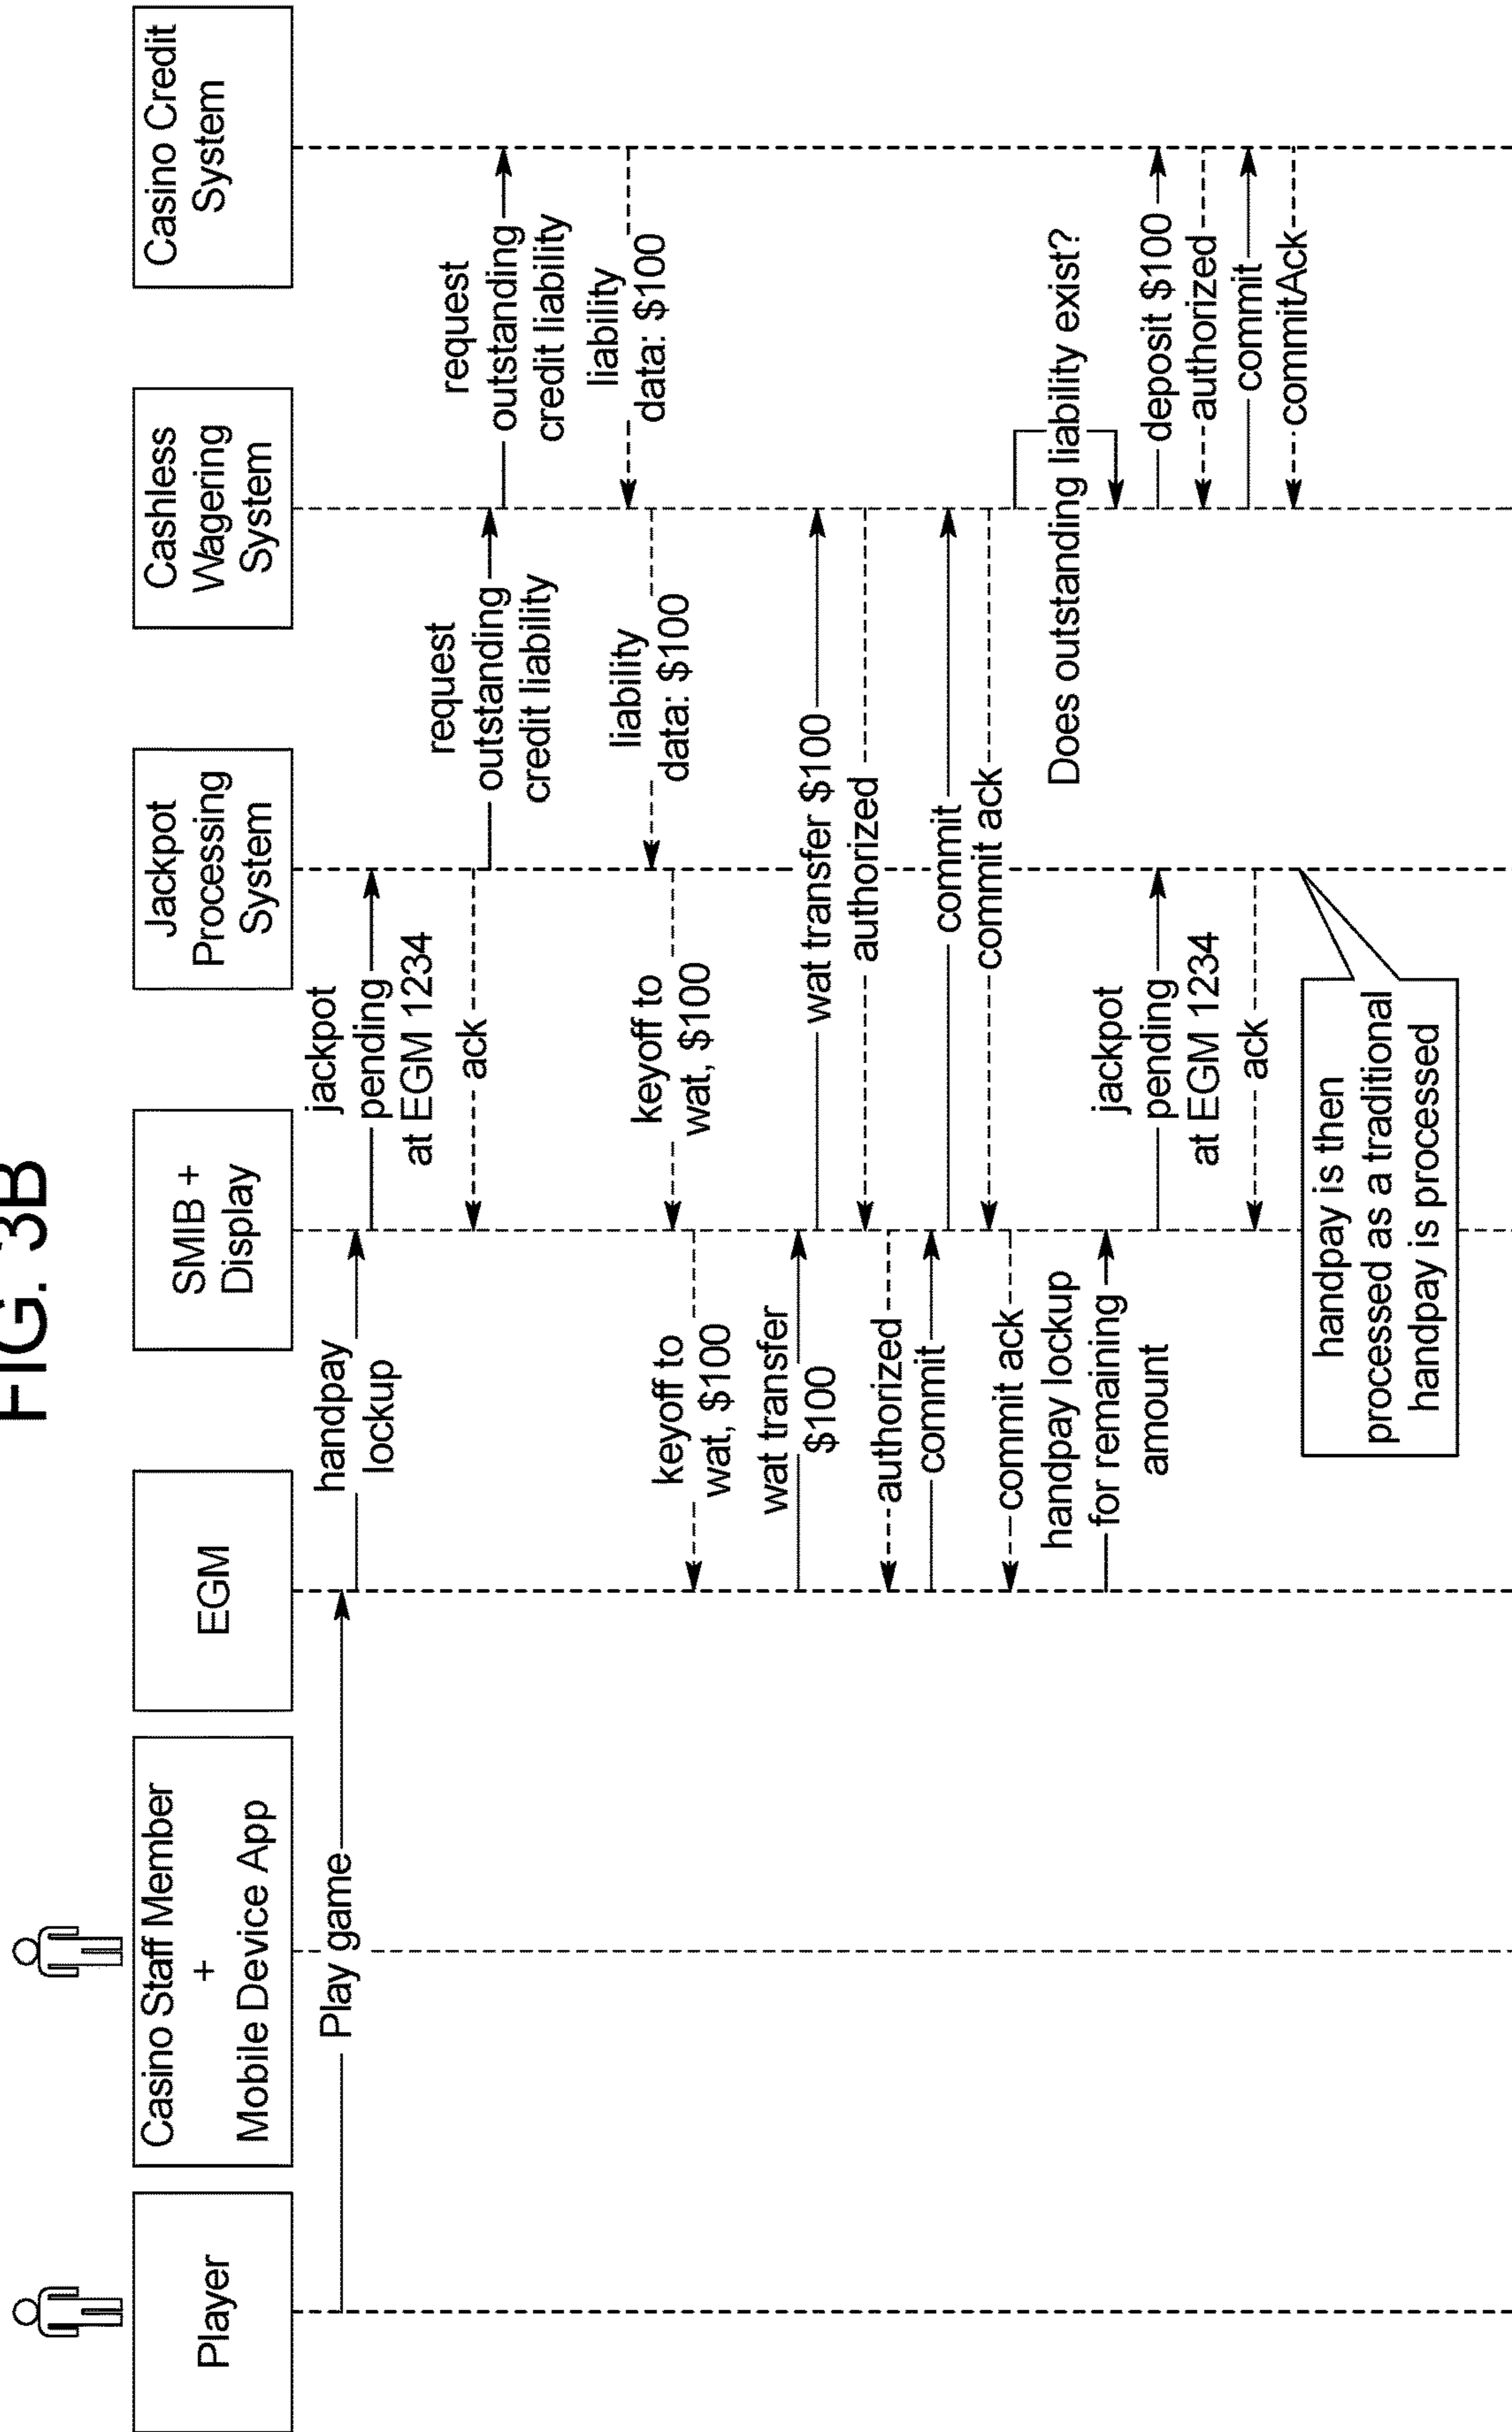 FIG. 3B
Player
Casino Staff Member
+
Mobile Device App
EGM
SMIB +
Display
Jackpot
Processing
System
Cashless
Wagering
System
Casino Credit
System
Play game
handpay
lockup
jackpot
pending
at EGM 1234
ack
request
outstanding
credit liability
request
outstanding
credit liability
liability
data: $100
liability
data: $100
keyoff to
wat, $100
keyoff to
wat, $100
wat transfer
$100
wat transfer $100
authorized
authorized
commit
commit
commit ack
commit ack
Does outstanding liability exist?
handpay lockup
for remaining
amount
jackpot
pending
at EGM 1234
ack
deposit $100
authorized
commit
commitAck
handpay is then
processed as a traditional
handpay is processed